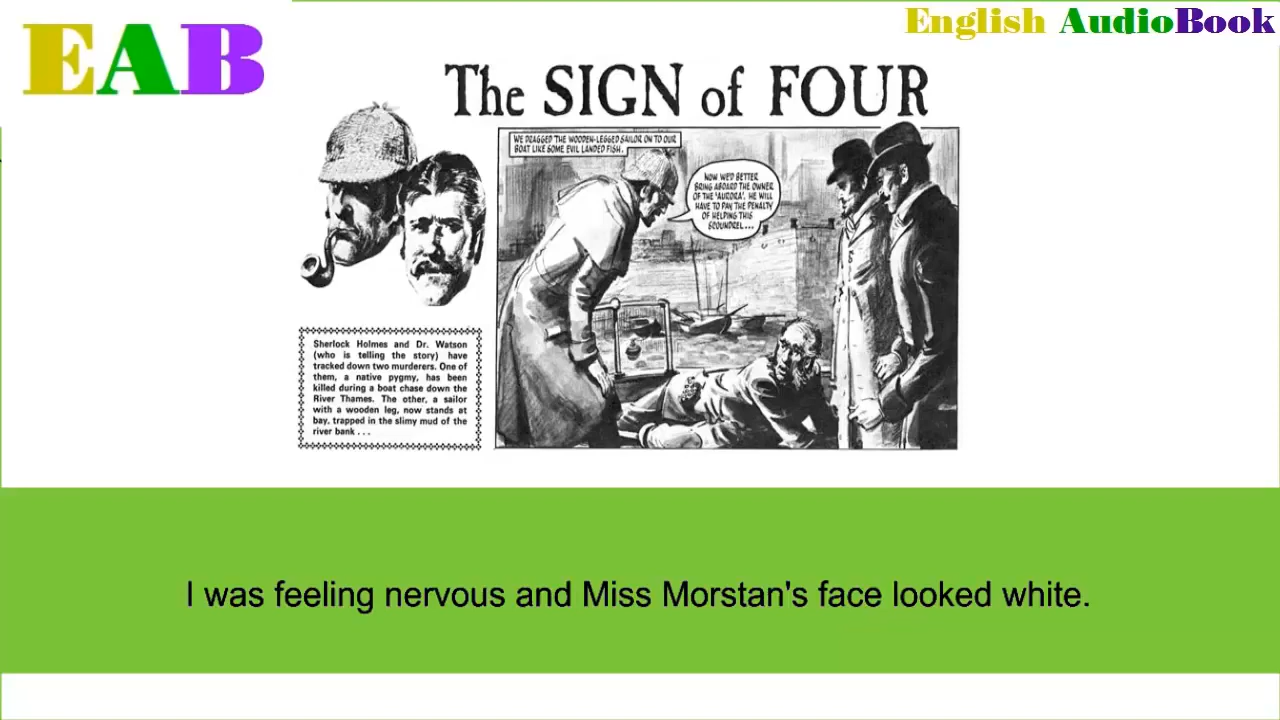 EAB
English AudioBook
The SIGN of FOUR
WE DRAGGED THE WOODEN-LEGGED SAILOR ON TO OUR
BOAT LIKE SOME EVIL LANDED FISH.
NOW WE'D BETTER
BRING ABOARD THE OWNER
OF THE 'AURORA'. HE WILL
HAVE TO PAY THE PENALTY
OF HELPING THIS
SCOUNDREL...
Sherlock Holmes and Dr. Watson
(who is telling the story) have
tracked down two murderers. One of
them, a native pygmy, has been
killed during a boat chase down the
River Thames. The other, a sailor
with a wooden leg, now stands at
bay, trapped in the slimy mud of the
river bank . . .
I was feeling nervous and Miss Morstan's face looked white.